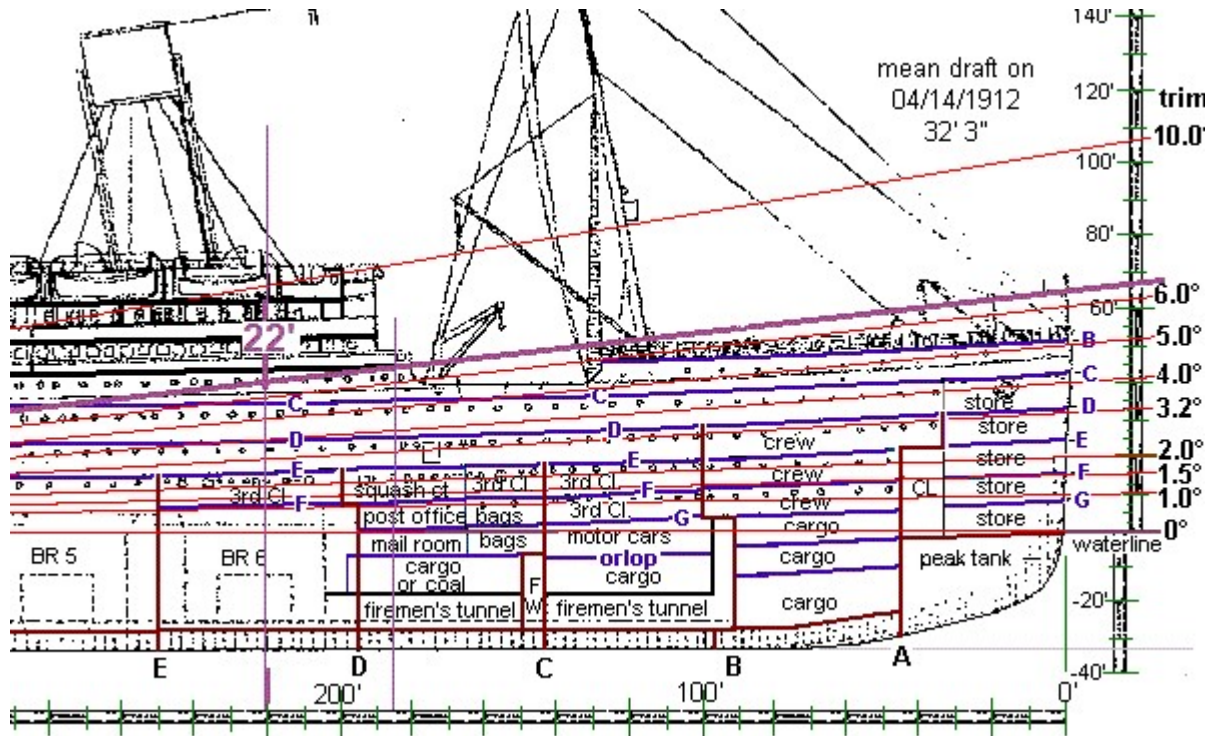 140'
mean draft on
04/14/1912
32' 3"
120'
trim
10.0°
100'
80'
60'
6.0°
22'
5.0°
B
C
4.0°
C
C
store
D
3.2°
D
D
store
E
crew
E
E
store
2.0°
F
1.5°
3rd Cl.
squash ct.
3rd Cl.
3rd Cl.
F
crew
CL
store
1.0°
F
3rd Cl.
crew
G
post office
bags
G
cargo
store
0°
mail room
bags
motor cars
waterline
BR 5
BR 6
cargo
or coal
orlop
cargo
cargo
peak tank
F
W
firemen's tunnel
firemen's tunnel
cargo
-20'
E
D
C
B
A
-40'
200'
100'
0'